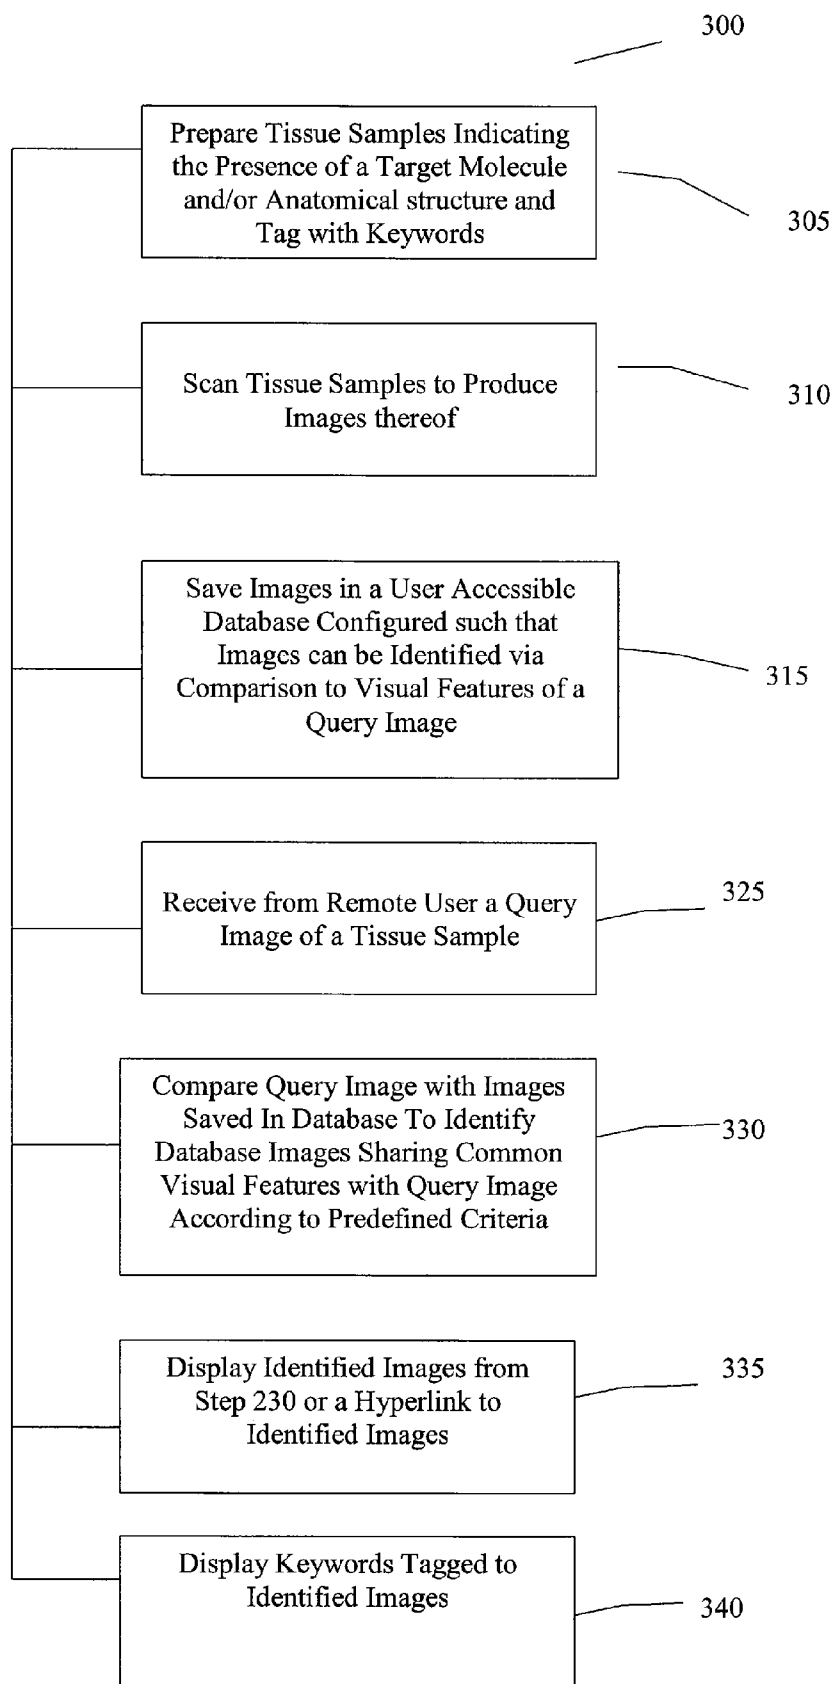 300
Prepare Tissue Samples Indicating
the Presence of a Target Molecule
and/or Anatomical structure and
Tag with Keywords
305
Scan Tissue Samples to Produce
Images thereof
310
Save Images in a User Accessible
Database Configured such that
Images can be Identified via
Comparison to Visual Features of a
Query Image
315
Receive from Remote User a Query
Image of a Tissue Sample
325
Compare Query Image with Images
Saved In Database To Identify
Database Images Sharing Common
Visual Features with Query Image
According to Predefined Criteria
330
Display Identified Images from
Step 230 or a Hyperlink to
Identified Images
335
Display Keywords Tagged to
Identified Images
340